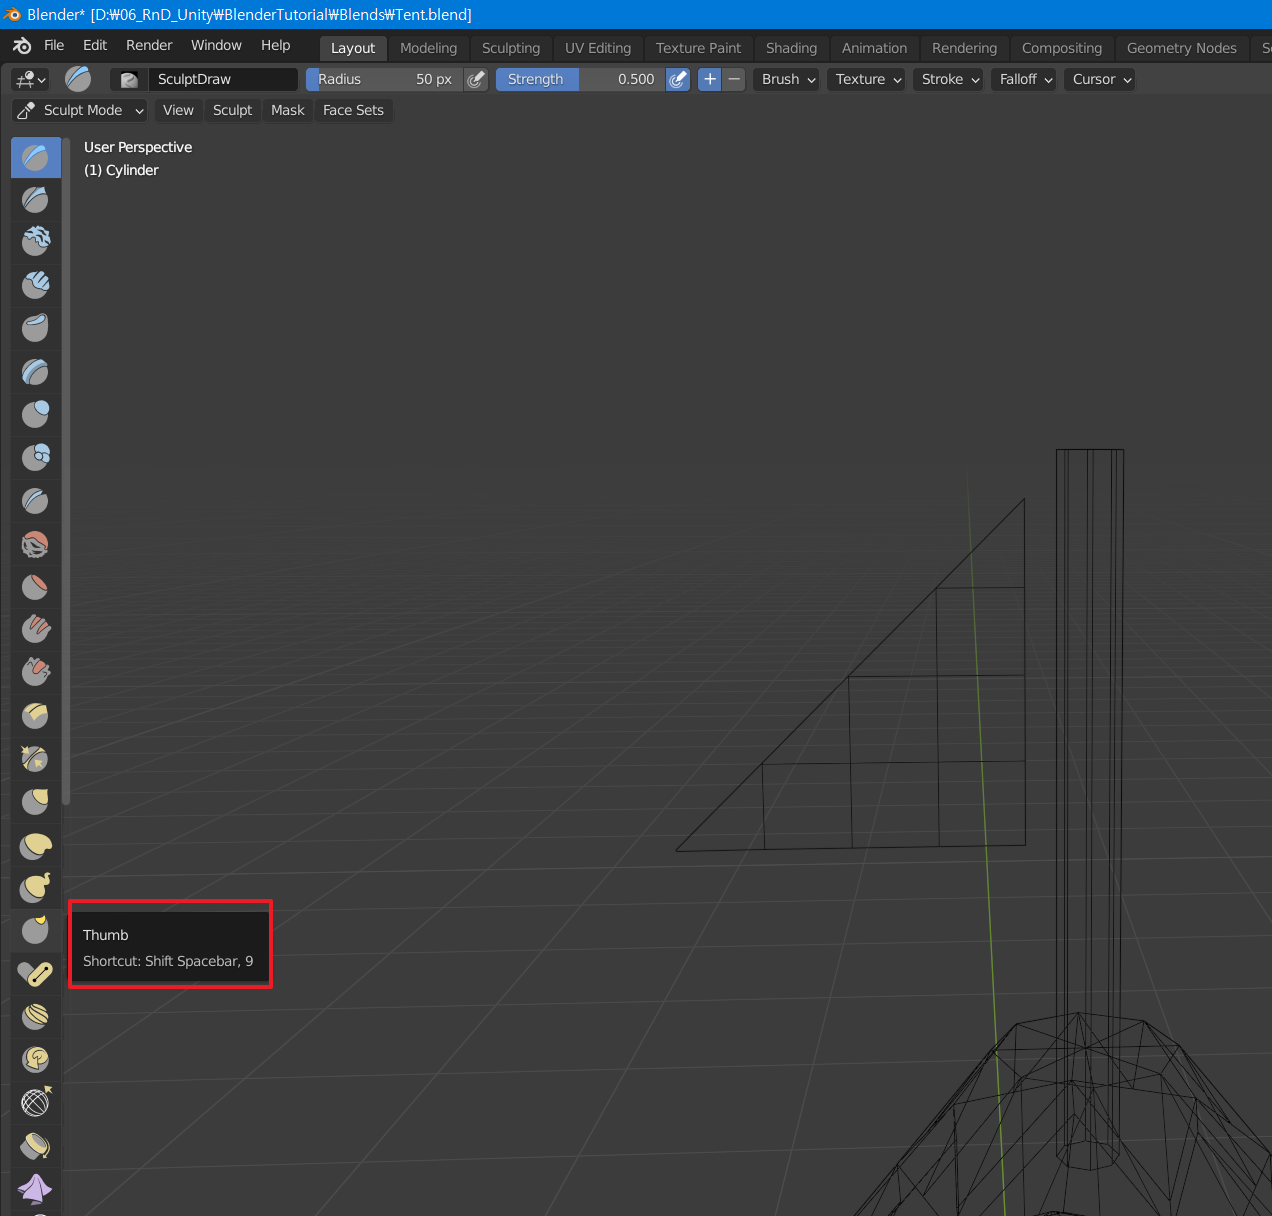 Blender* [D:₩06_RnD_Unity₩BlenderTutorial₩Blends₩Tent.blend]
File Edit Render Window Help Layout Modeling Sculpting UV Editing Texture Paint Shading Animation Rendering Compositing Geometry Nodes
SculptDraw Radius 50 px Strength 0.500 Brush Texture Stroke Falloff Cursor
Sculpt Mode View Sculpt Mask Face Sets
User Perspective
(1) Cylinder
Thumb
Shortcut: Shift Spacebar, 9